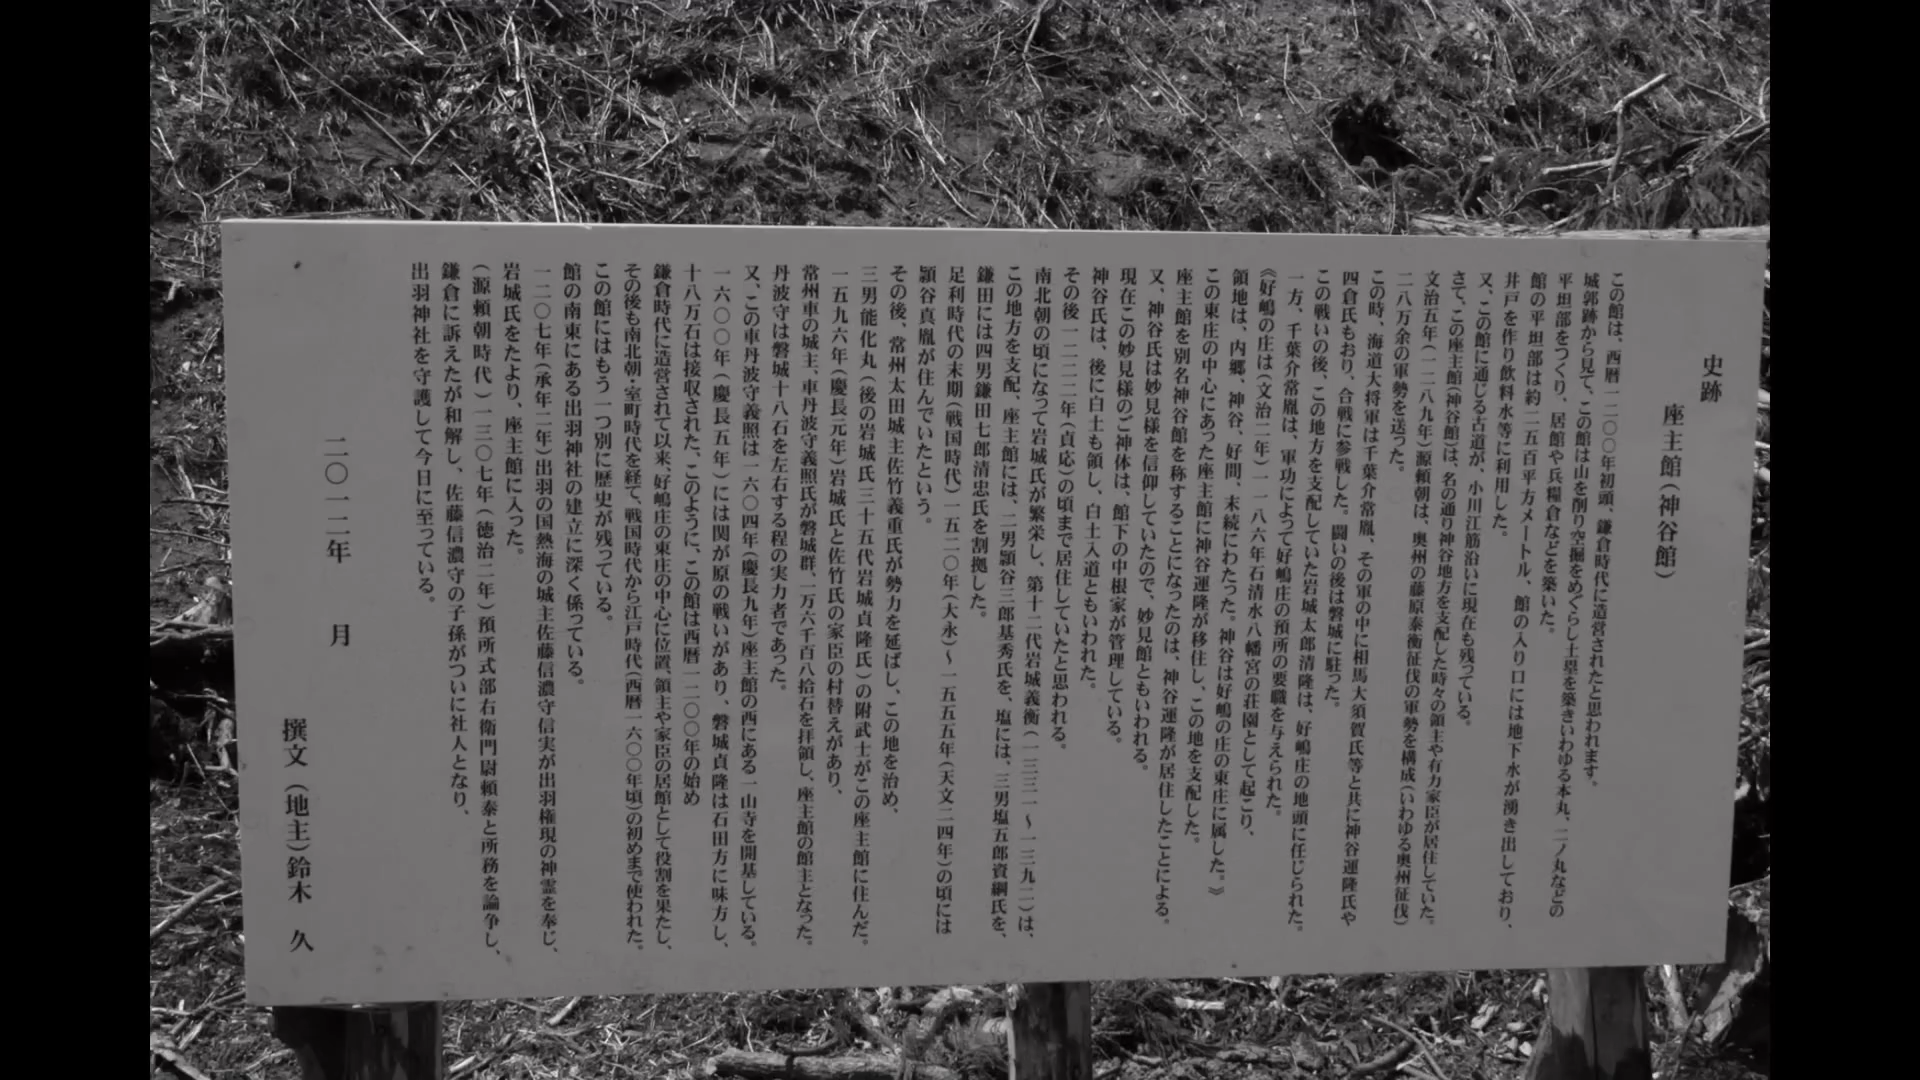 史跡
座主館（神谷館）
この館は、西暦一二〇〇年初頭、鎌倉時代に造営されたと思われます。
城郭跡から見て、この館は山を削り空掘をめぐらし土塁を築きいわゆる本丸、二ノ丸などの
平坦部をつくり、居館や兵糧倉などを築いた。
館の平坦部は約二五百平方メートル、館の入り口には地下水が湧き出しており、
井戸を作り飲料水等に利用した。
又、この館に通じる古道が、小川江筋沿いに現在も残っている。
さて、この座主館（神谷館）は、名の通り神谷地方を支配した時々の領主や有力家臣が居住していた。
文治五年（一一八九年）源頼朝は、奥州の藤原泰衡征伐の軍勢を構成（いわゆる奥州征伐）
二八万余の軍勢を送った。
この時、海道大将軍は千葉介常胤、その軍の中に相馬大須賀氏等と共に神谷運隆氏や
四倉氏もおり、合戦に参戦した。闘いの後は磐城に駐った。
この戦いの後、この地方を支配していた岩城太郎清隆は、好嶋庄の地頭に任じられた。
一方、千葉介常胤は、軍功によって好嶋庄の預所の要職を与えられた。
《好嶋の庄は（文治二年）一一八六年石清水八幡宮の荘園として起こり、
領地は、内郷、神谷、好間、末続にわたった。神谷は好嶋の庄の東庄に属した。》
この東庄の中心にあった座主館に神谷運隆が移住し、この地を支配した。
座主館を別名神谷館を称することになったのは、神谷運隆が居住したことによる。
又、神谷氏は妙見様を信仰していたので、妙見館ともいわれる。
現在この妙見様のご神体は、館下の中根家が管理している。
神谷氏は、後に白土も領し、白土入道ともいわれた。
その後一二二二年（貞応）の頃まで居住していたと思われる。
南北朝の頃になって岩城氏が繁栄し、第十二代岩城義衡（一三三一～一三九二）は、
この地方を支配、座主館には、二男頴谷三郎基秀氏を、塩には、三男塩五郎資綱氏を、
鎌田には四男鎌田七郎清忠氏を割拠した。
足利時代の末期（戦国時代）一五二〇年（大永）～一五五五年（天文二四年）の頃には
頴谷真胤が住んでいたという。
その後、常州太田城主佐竹義重氏が勢力を延ばし、この地を治め、
三男能化丸（後の岩城氏三十五代岩城貞隆氏）の附武士がこの座主館に住んだ。
一五九六年（慶長元年）岩城氏と佐竹氏の家臣の村替えがあり、
常州車の城主、車丹波守義照氏が磐城群、一万六千百八拾石を拝領し、座主館の館主となった。
丹波守は磐城十八石を左右する程の実力者であった。
又、この車丹波守義照は一六〇四年（慶長九年）座主館の西にある一山寺を開基している。
一六〇〇年（慶長五年）には関が原の戦いがあり、磐城貞隆は石田方に味方し、
十八万石は接収された、このように、この館は西暦一二〇〇年の始め
鎌倉時代に造営されて以来、好嶋庄の東庄の中心に位置、領主や家臣の居館として役割を果たし、
その後も南北朝・室町時代を経て、戦国時代から江戸時代（西暦一六〇〇年頃）の初めまで使われた。
この館にはもう一つ別に歴史が残っている。
館の南東にある出羽神社の建立に深く係っている。
一二〇七年（承年二年）出羽の国熱海の城主佐藤信濃守信実が出羽権現の神霊を奉じ、
岩城氏をたより、座主館に入った。
（源頼朝時代）一三〇七年（徳治二年）預所式部右衛門尉頼泰と所務を論争し、
鎌倉に訴えたが和解し、佐藤信濃守の子孫がついに社人となり、
出羽神社を守護して今日に至っている。
二〇一二年　月
撰文（地主）鈴木　久